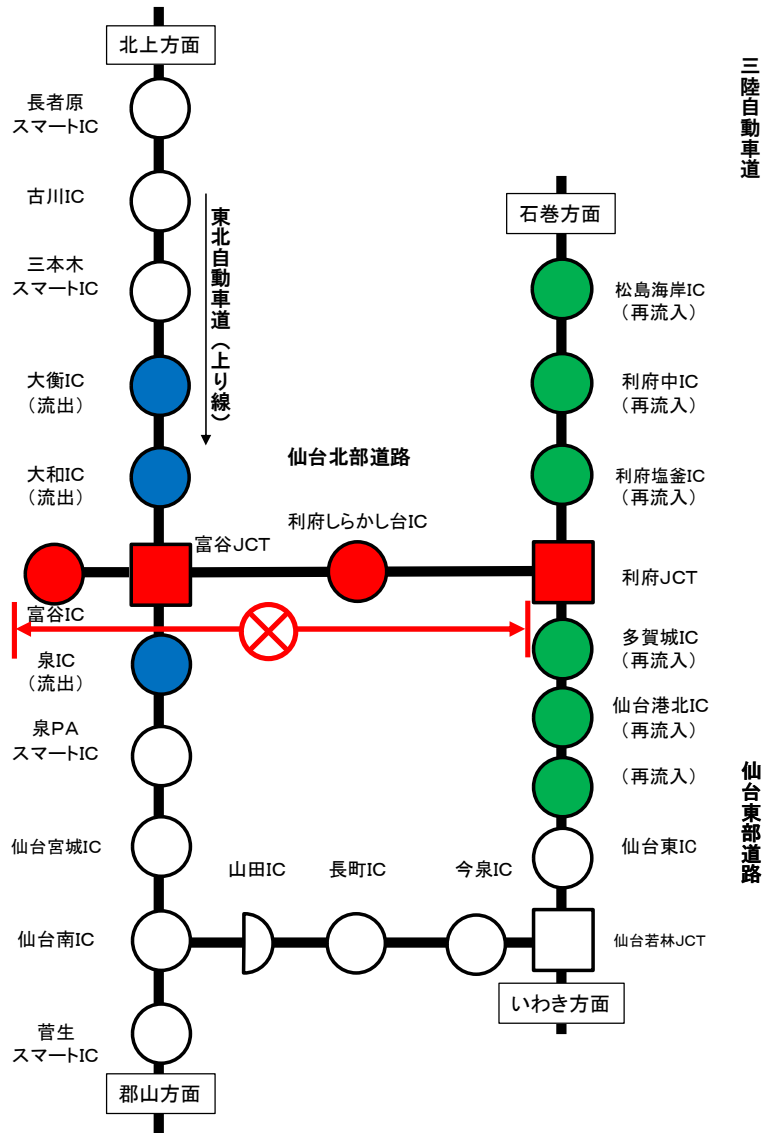 北上方面
長者原
スマートIC
古川IC
三本木
スマートIC
大衡IC
(流出)
大和IC
(流出)
東北自動車道(上り線)
三陸自動車道
石巻方面
松島海岸IC
(再流入)
利府中IC
(再流入)
利府塩釜IC
(再流入)
仙台北部道路
利府しらかし台IC
富谷JCT
利府JCT
富谷IC
泉IC
(流出)
泉PA
スマートIC
仙台宮城IC
仙台南IC
菅生
スマートIC
郡山方面
多賀城IC
(再流入)
仙台港北IC
(再流入)
(再流入)
仙台東IC
仙台東部道路
山田IC
長町IC
今泉IC
仙台若林JCT
いわき方面